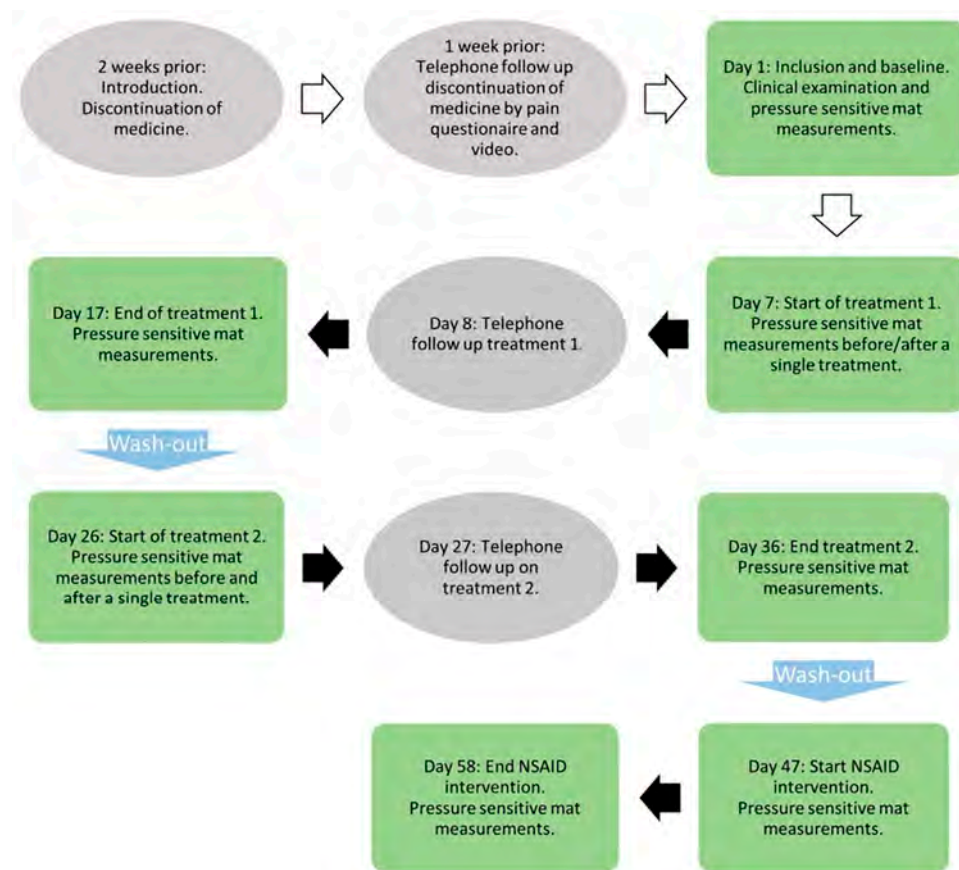 2 weeks prior:
Introduction.
Discontinuation of
medicine.
1 week prior:
Telephone follow up
discontinuation of
medicine by pain
questionaire and
video.
Day 1: Inclusion and baseline.
Clinical examination and
pressure sensitive mat
measurements.
Day 7: Start of treatment 1.
Pressure sensitive mat
measurements before/after a
single treatment.
Day 8: Telephone
follow up treatment 1.
Day 17: End of treatment 1.
Pressure sensitive mat
measurements.
Wash-out
Day 26: Start of treatment 2.
Pressure sensitive mat
measurements before and
after a single treatment.
Day 27: Telephone
follow up on
treatment 2.
Day 36: End treatment 2.
Pressure sensitive mat
measurements.
Wash-out
Day 47: Start NSAID
intervention.
Pressure sensitive mat
measurements.
Day 58: End NSAID
intervention.
Pressure sensitive mat
measurements.